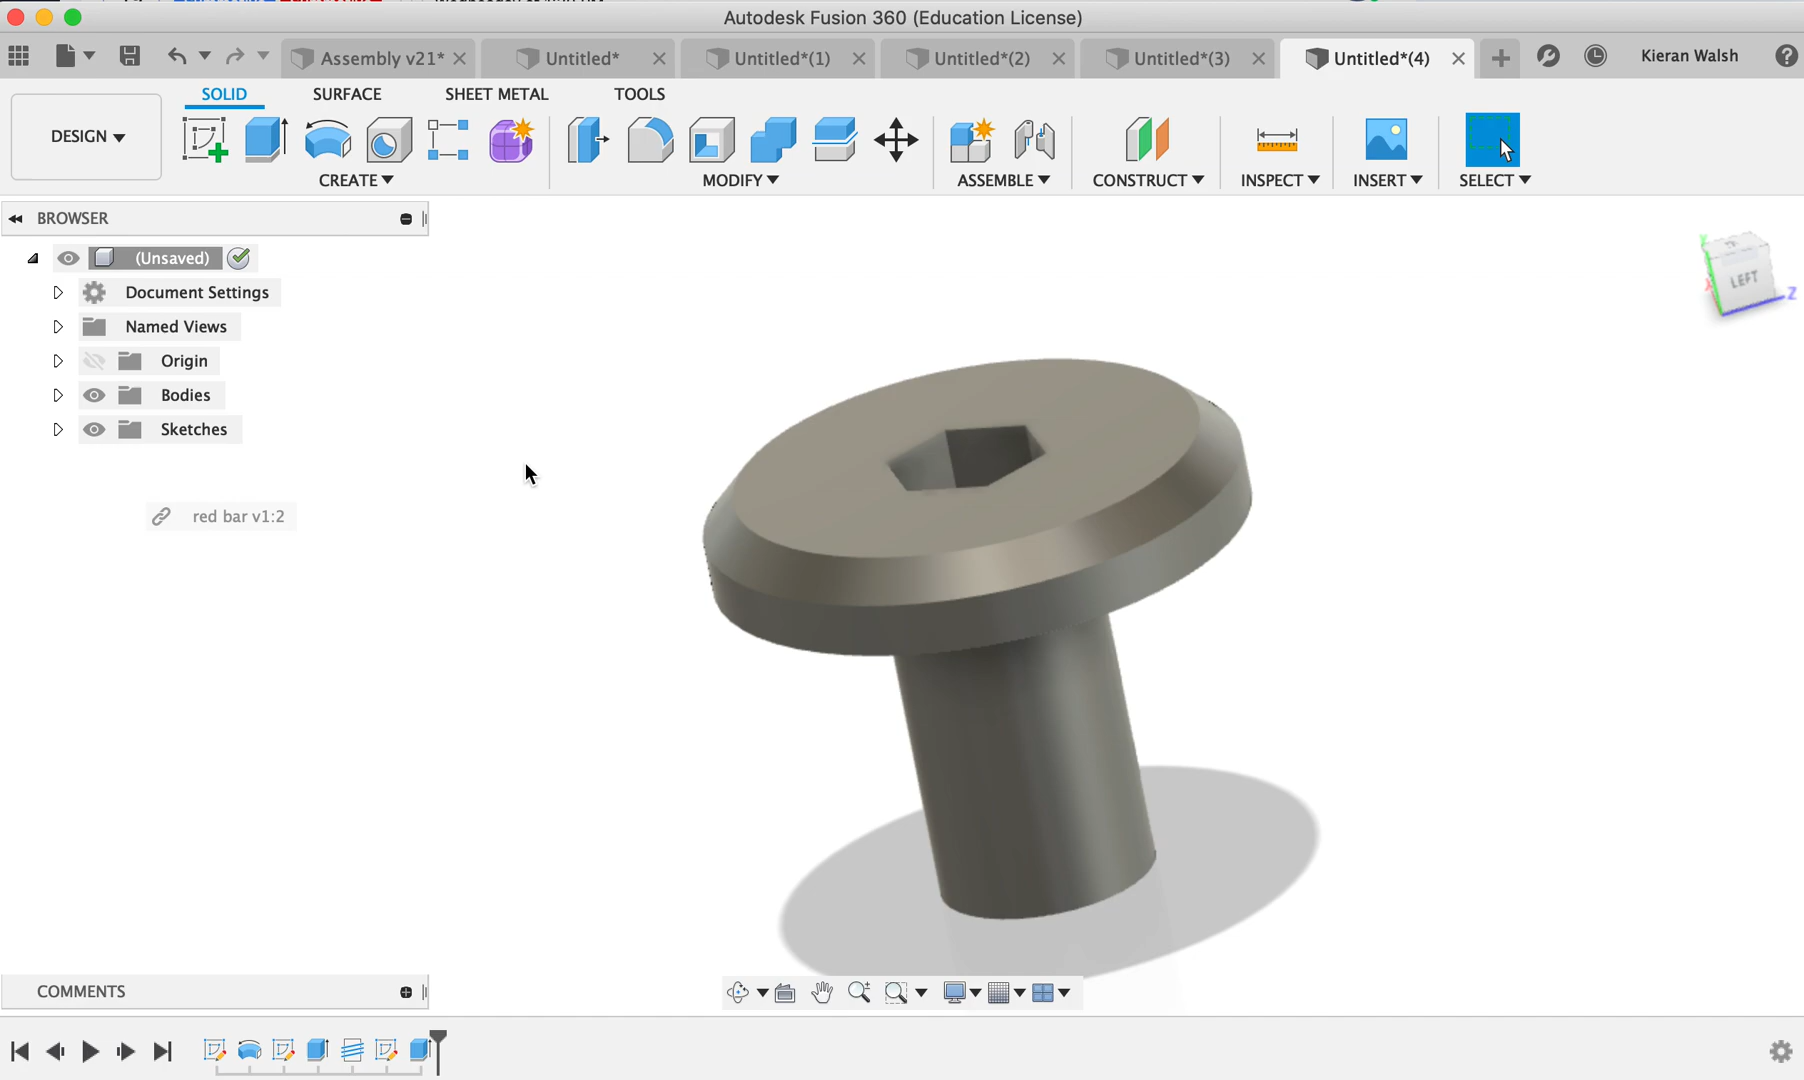 Autodesk Fusion 360 (Education License)
Assembly v21*
Untitled*
Untitled*(1)
Untitled*(2)
Untitled*(3)
Untitled*(4)
Kieran Walsh
SOLID
SURFACE
SHEET METAL
TOOLS
DESIGN
CREATE
MODIFY
ASSEMBLE
CONSTRUCT
INSPECT
INSERT
SELECT
BROWSER
(Unsaved)
Document Settings
Named Views
Origin
Bodies
Sketches
red bar v1:2
LEFT
Z
COMMENTS